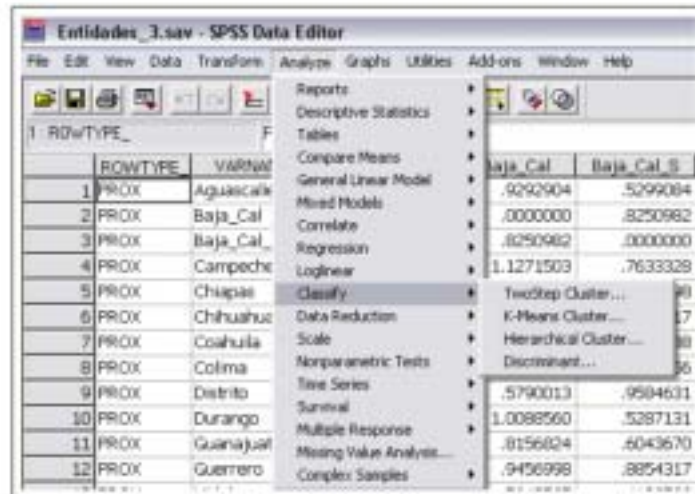 Entidades_3.sav - SPSS Data Editor
File Edit View Data Transform Analyze Graphs Utilities Add-ons Window Help
1 : ROWTYPE_
ROWTYPE_ VARNAM Baja_Cal Baja_Cal_S
1 PROX Aguascalie .9292904 .5299084
2 PROX Baja_Cal .0000000 .8250982
3 PROX Baja_Cal_ .8250982 .0000000
4 PROX Campeche 1.1271503 .7633328
5 PROX Chiapas
6 PROX Chihuahua 17
7 PROX Coahuila
8 PROX Colima
9 PROX Distrito .5790013 .9584631
10 PROX Durango 1.0088560 .5287131
11 PROX Guanajuat .8156824 .6043670
12 PROX Guerrero .9456998 .8854317
Reports
Descriptive Statistics
Tables
Compare Means
General Linear Model
Mixed Models
Correlate
Regression
Loglinear
Classify
Data Reduction
Scale
Nonparametric Tests
Time Series
Survival
Multiple Response
Missing Value Analysis...
Complex Samples
TwoStep Cluster...
K-Means Cluster...
Hierarchical Cluster...
Discriminant...